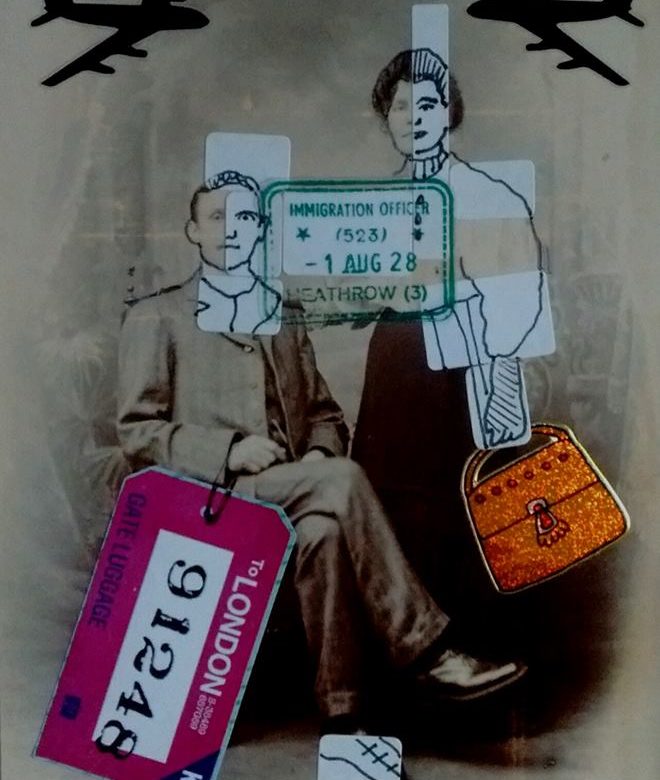 IMMIGRATION OFFICER
(523)
- 1 AUG 28
HEATHROW (3)
GATE LUGGAGE
91248
To LONDON